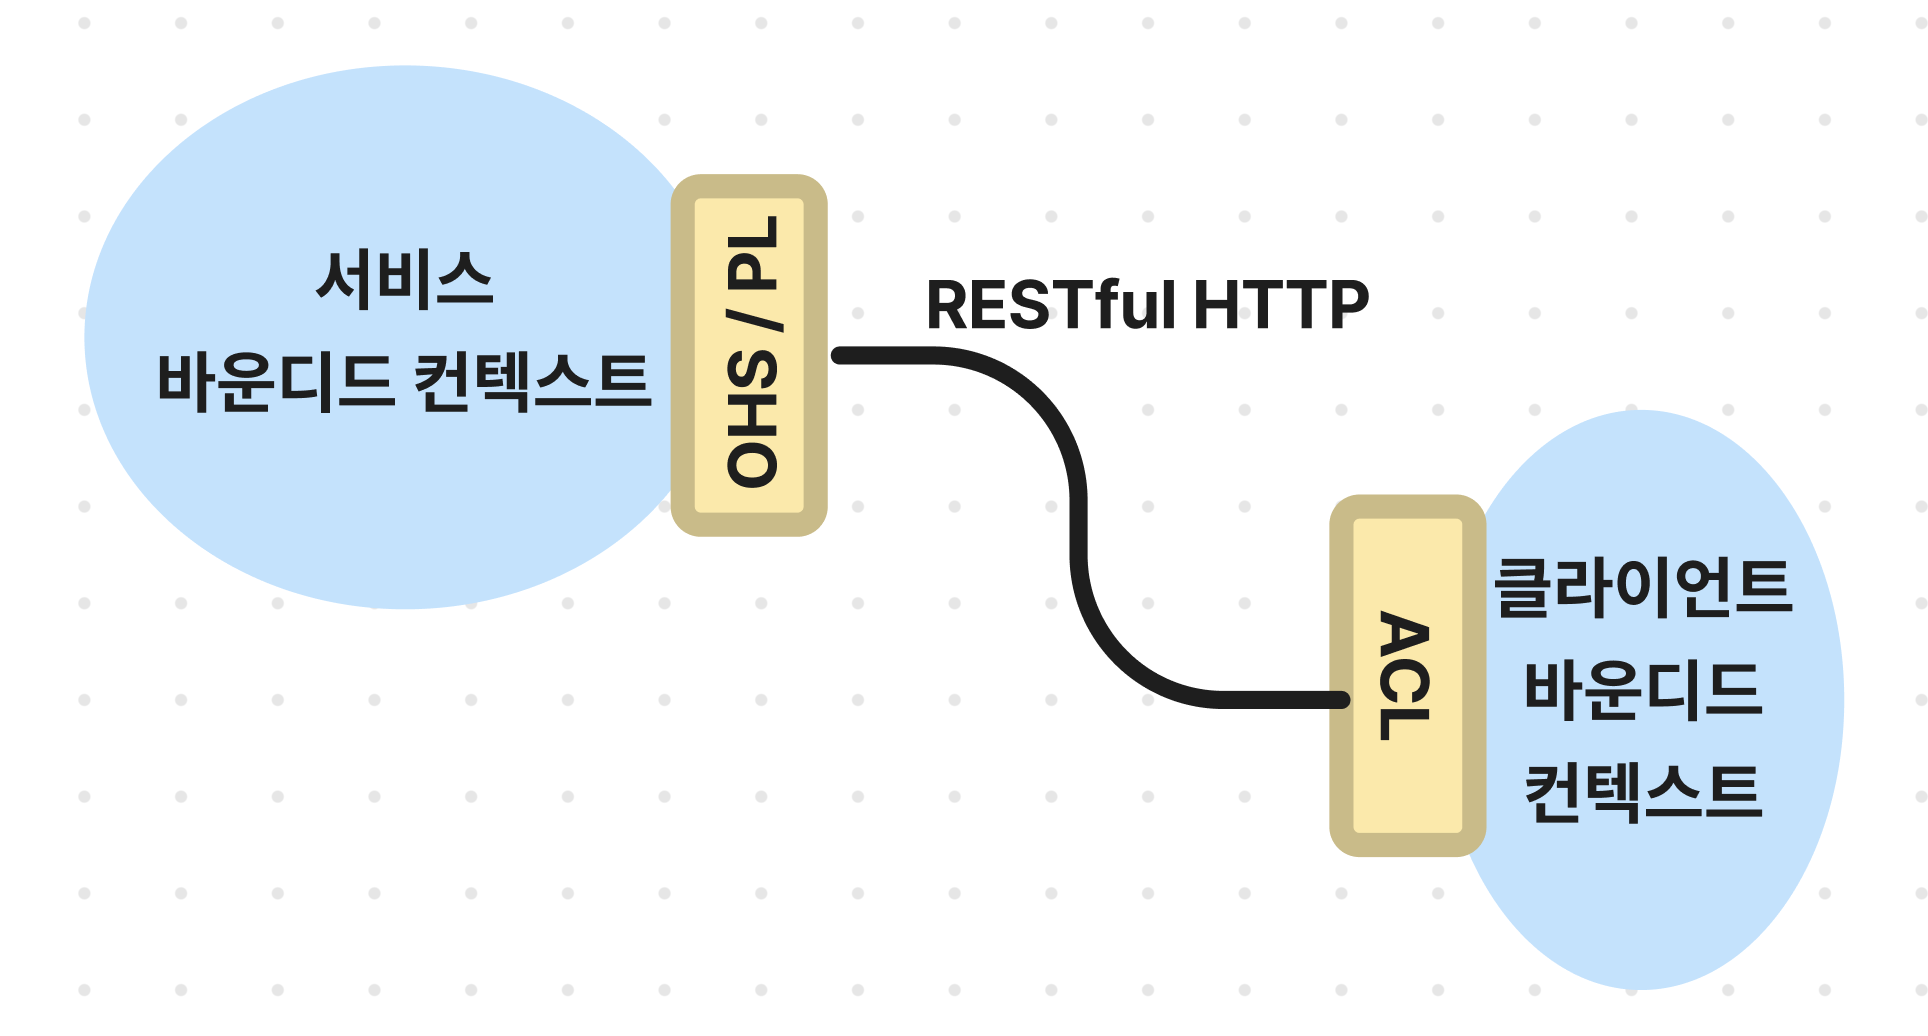 서비스
바운디드 컨텍스트
OHS / PL
RESTful HTTP
ACL
클라이언트
바운디드
컨텍스트